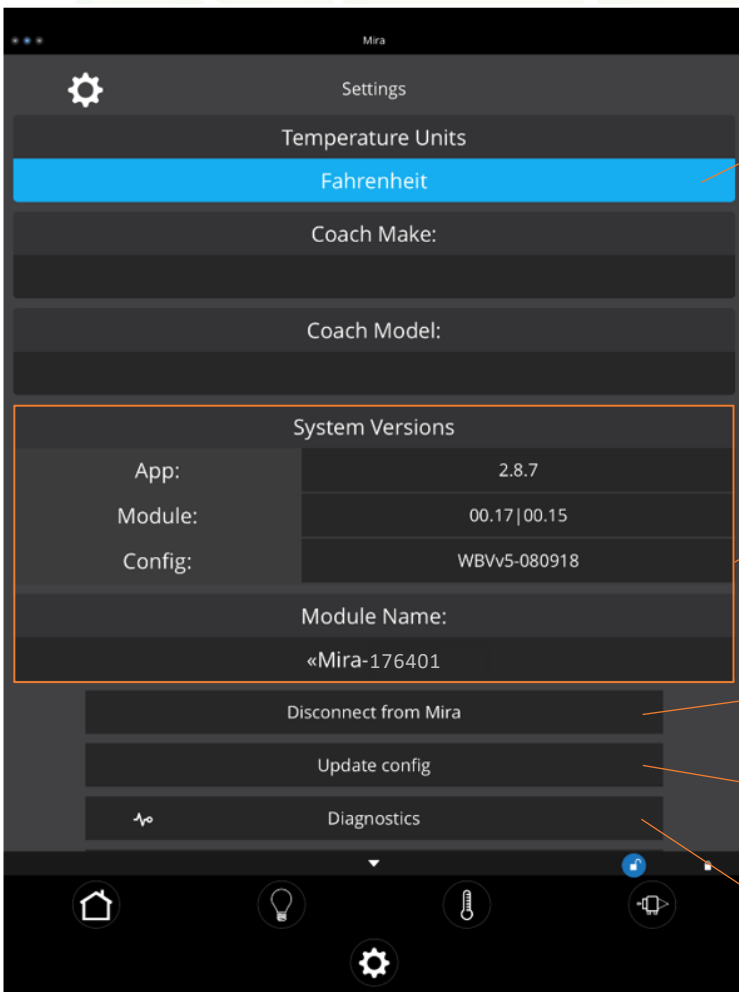 Mira
Settings
Temperature Units
Fahrenheit
Coach Make:
Coach Model:
System Versions
App: 2.8.7
Module: 00.17|00.15
Config: WBVv5-080918
Module Name:
«Mira-176401
Disconnect from Mira
Update config
Diagnostics